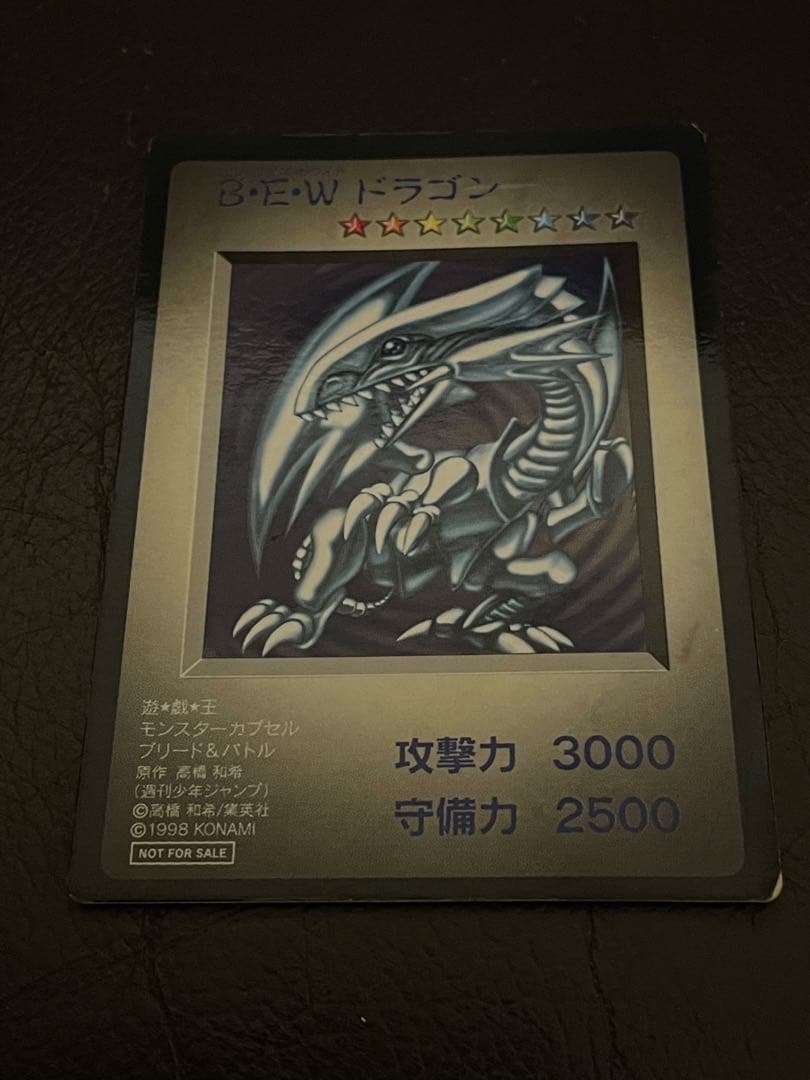 B・E・W ドラゴン
遊★戯★王
モンスターカプセル
ブリード&バトル
原作 高橋 和希
(週刊少年ジャンプ)
©高橋 和希/集英社
©1998 KONAMI
NOT FOR SALE
攻撃力 3000
守備力 2500